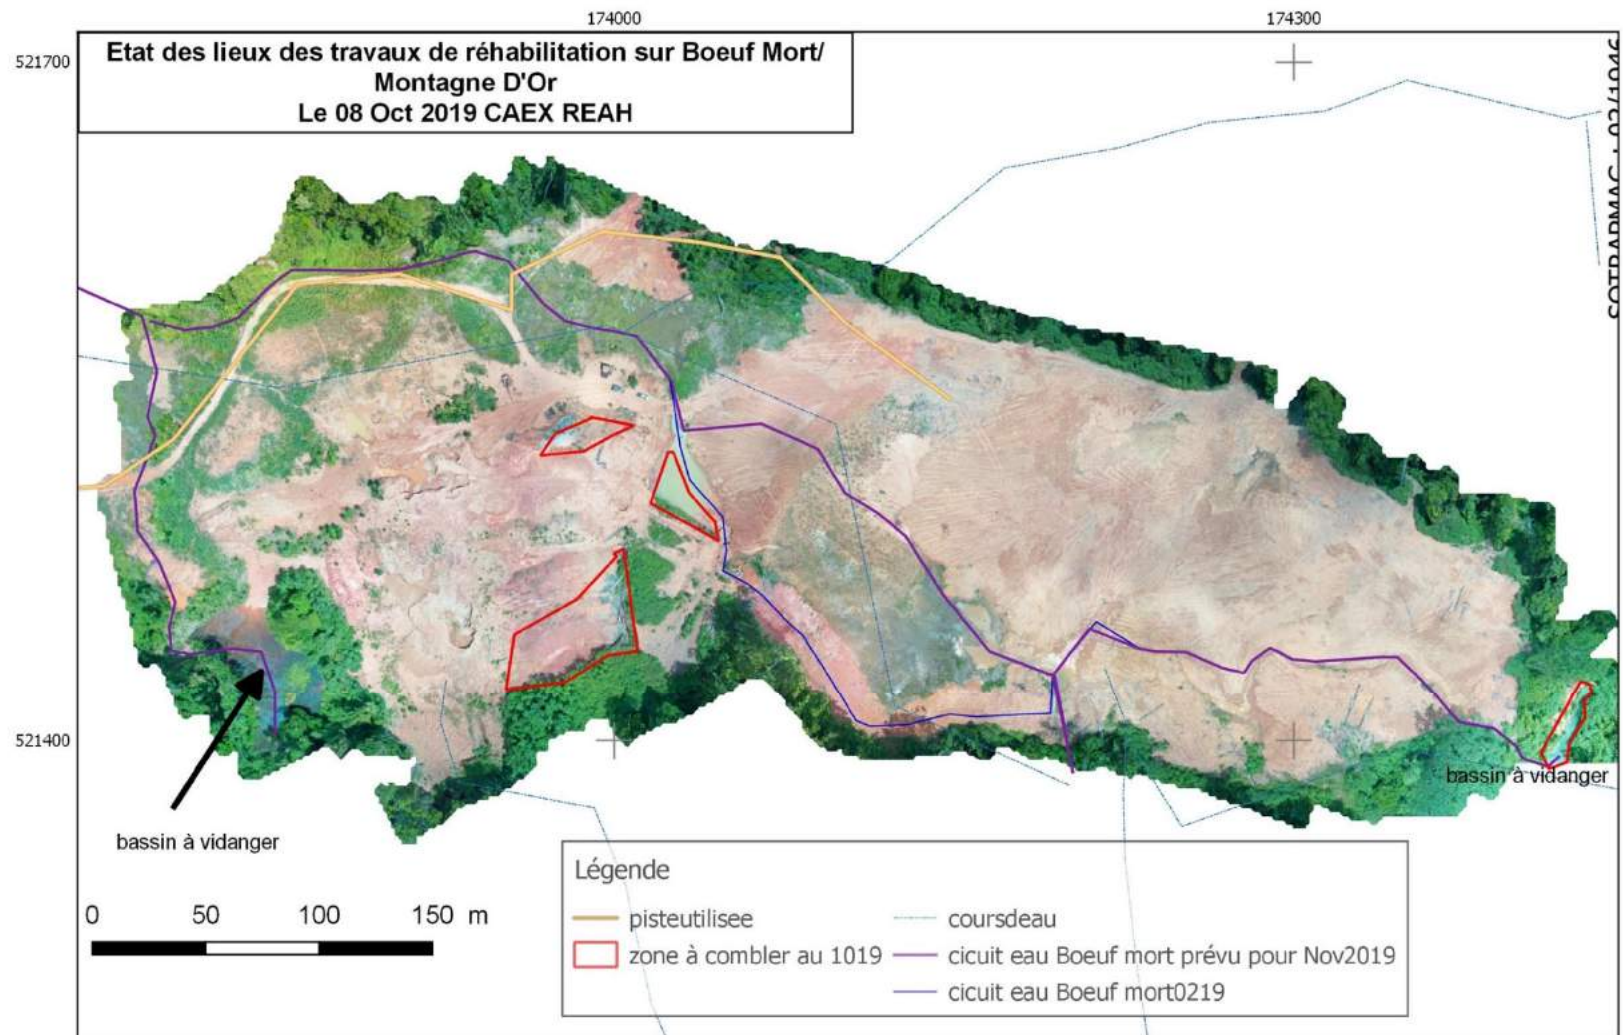 174000
174300
521700
Etat des lieux des travaux de réhabilitation sur Boeuf Mort/
Montagne D'Or
Le 08 Oct 2019 CAEX REAH
521400
bassin à vidanger
bassin à vidanger
0 50 100 150 m
Légende
pisteutilisee
zone à combler au 1019
coursdeau
cicuit eau Boeuf mort prévu pour Nov2019
cicuit eau Boeuf mort0219